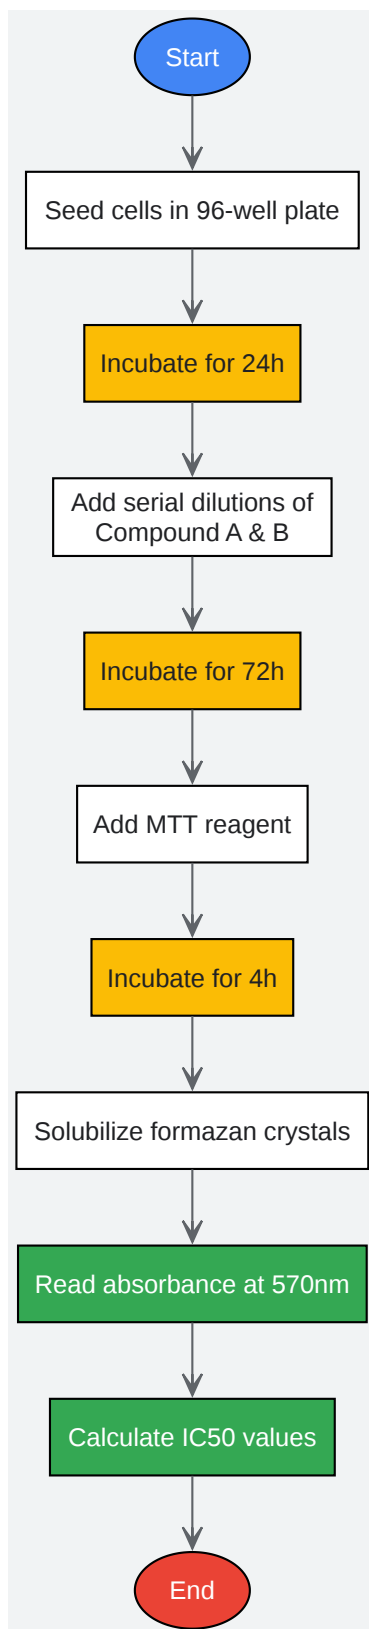 Start
Seed cells in 96-well plate
Incubate for 24h
Add serial dilutions of
Compound A & B
Incubate for 72h
Add MTT reagent
Incubate for 4h
Solubilize formazan crystals
Read absorbance at 570nm
Calculate IC50 values
End